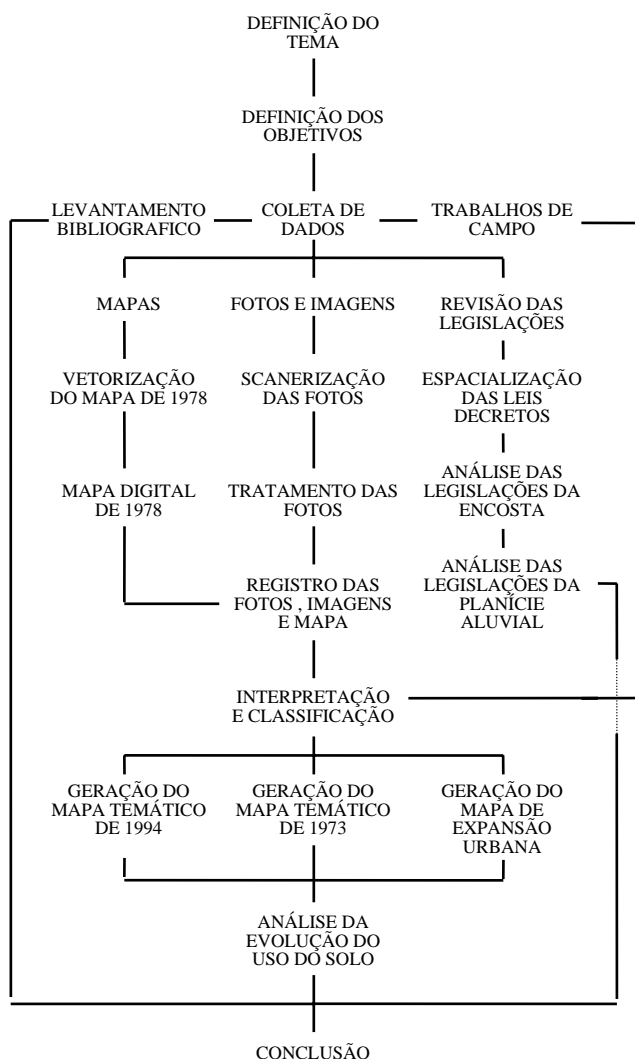 DEFINIÇÃO DO
TEMA
DEFINIÇÃO DOS
OBJETIVOS
LEVANTAMENTO
BIBLIOGRAFICO
COLETA DE
DADOS
TRABALHOS DE
CAMPO
MAPAS
FOTOS E IMAGENS
REVISÃO DAS
LEGISLAÇÕES
VETORIZAÇÃO
DO MAPA DE 1978
SCANERIZAÇÃO
DAS FOTOS
ESPACIALIZAÇÃO
DAS LEIS
DECRETOS
MAPA DIGITAL
DE 1978
TRATAMENTO DAS
FOTOS
ANÁLISE DAS
LEGISLAÇÕES DA
ENCOSTA
REGISTRO DAS
FOTOS , IMAGENS
E MAPA
ANÁLISE DAS
LEGISLAÇÕES DA
PLANÍCIE
ALUVIAL
INTERPRETAÇÃO
E CLASSIFICAÇÃO
GERAÇÃO DO
MAPA TEMÁTICO
DE 1994
GERAÇÃO DO
MAPA TEMÁTICO
DE 1973
GERAÇÃO DO
MAPA DE
EXPANSÃO
URBANA
ANÁLISE DA
EVOLUÇÃO DO
USO DO SOLO
CONCLUSÃO